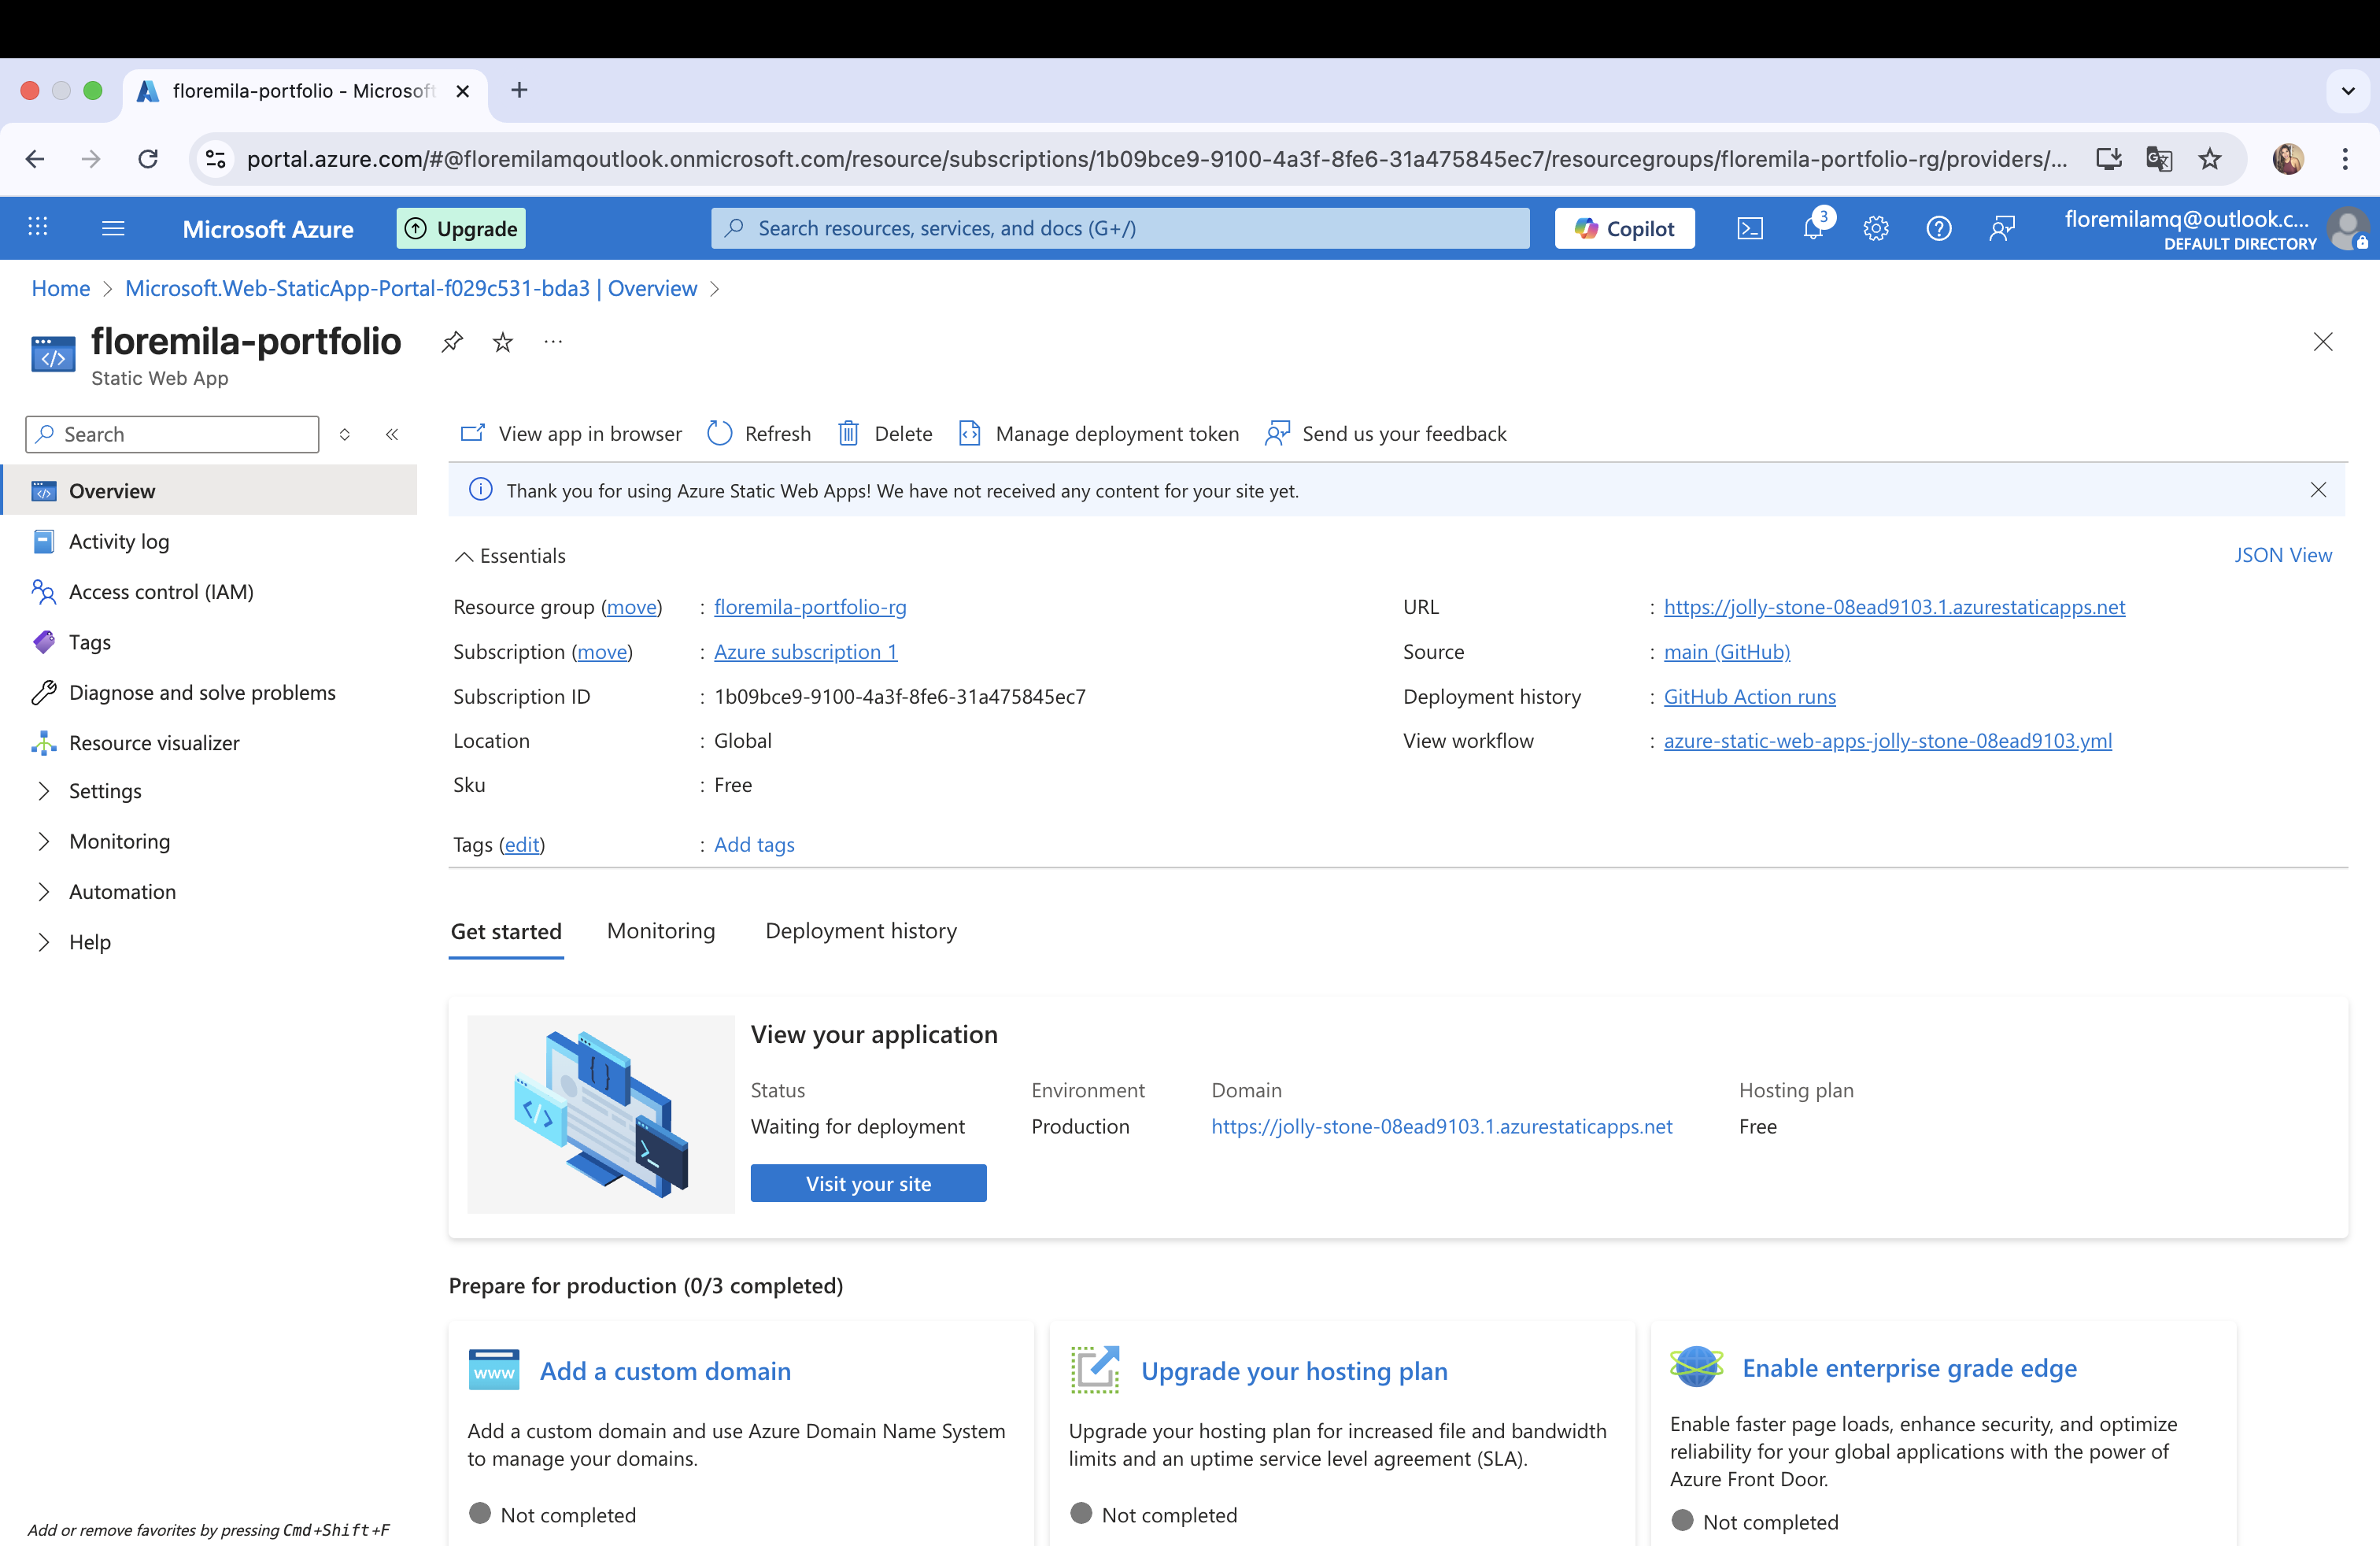 floremila-portfolio - Microsoft
portal.azure.com/#@floremilamqoutlook.onmicrosoft.com/resource/subscriptions/1b09bce9-9100-4a3f-8fe6-31a475845ec7/resourcegroups/floremila-portfolio-rg/providers/...
Microsoft Azure
Upgrade
Search resources, services, and docs (G+/)
Copilot
3
floremilamq@outlook.c...
DEFAULT DIRECTORY
Home > Microsoft.Web-StaticApp-Portal-f029c531-bda3 | Overview >
floremila-portfolio
Static Web App
Search
Overview
Activity log
Access control (IAM)
Tags
Diagnose and solve problems
Resource visualizer
Settings
Monitoring
Automation
Help
Add or remove favorites by pressing Cmd+Shift+F
View app in browser
Refresh
Delete
Manage deployment token
Send us your feedback
Thank you for using Azure Static Web Apps! We have not received any content for your site yet.
Essentials
JSON View
Resource group (move) : floremila-portfolio-rg
Subscription (move) : Azure subscription 1
Subscription ID : 1b09bce9-9100-4a3f-8fe6-31a475845ec7
Location : Global
Sku : Free
Tags (edit) : Add tags
URL : https://jolly-stone-08ead9103.1.azurestaticapps.net
Source : main (GitHub)
Deployment history : GitHub Action runs
View workflow : azure-static-web-apps-jolly-stone-08ead9103.yml
Get started
Monitoring
Deployment history
View your application
Status
Waiting for deployment
Environment
Production
Domain
https://jolly-stone-08ead9103.1.azurestaticapps.net
Hosting plan
Free
Visit your site
Prepare for production (0/3 completed)
www
Add a custom domain
Add a custom domain and use Azure Domain Name System
to manage your domains.
Not completed
Upgrade your hosting plan
Upgrade your hosting plan for increased file and bandwidth
limits and an uptime service level agreement (SLA).
Not completed
Enable enterprise grade edge
Enable faster page loads, enhance security, and optimize
reliability for your global applications with the power of
Azure Front Door.
Not completed